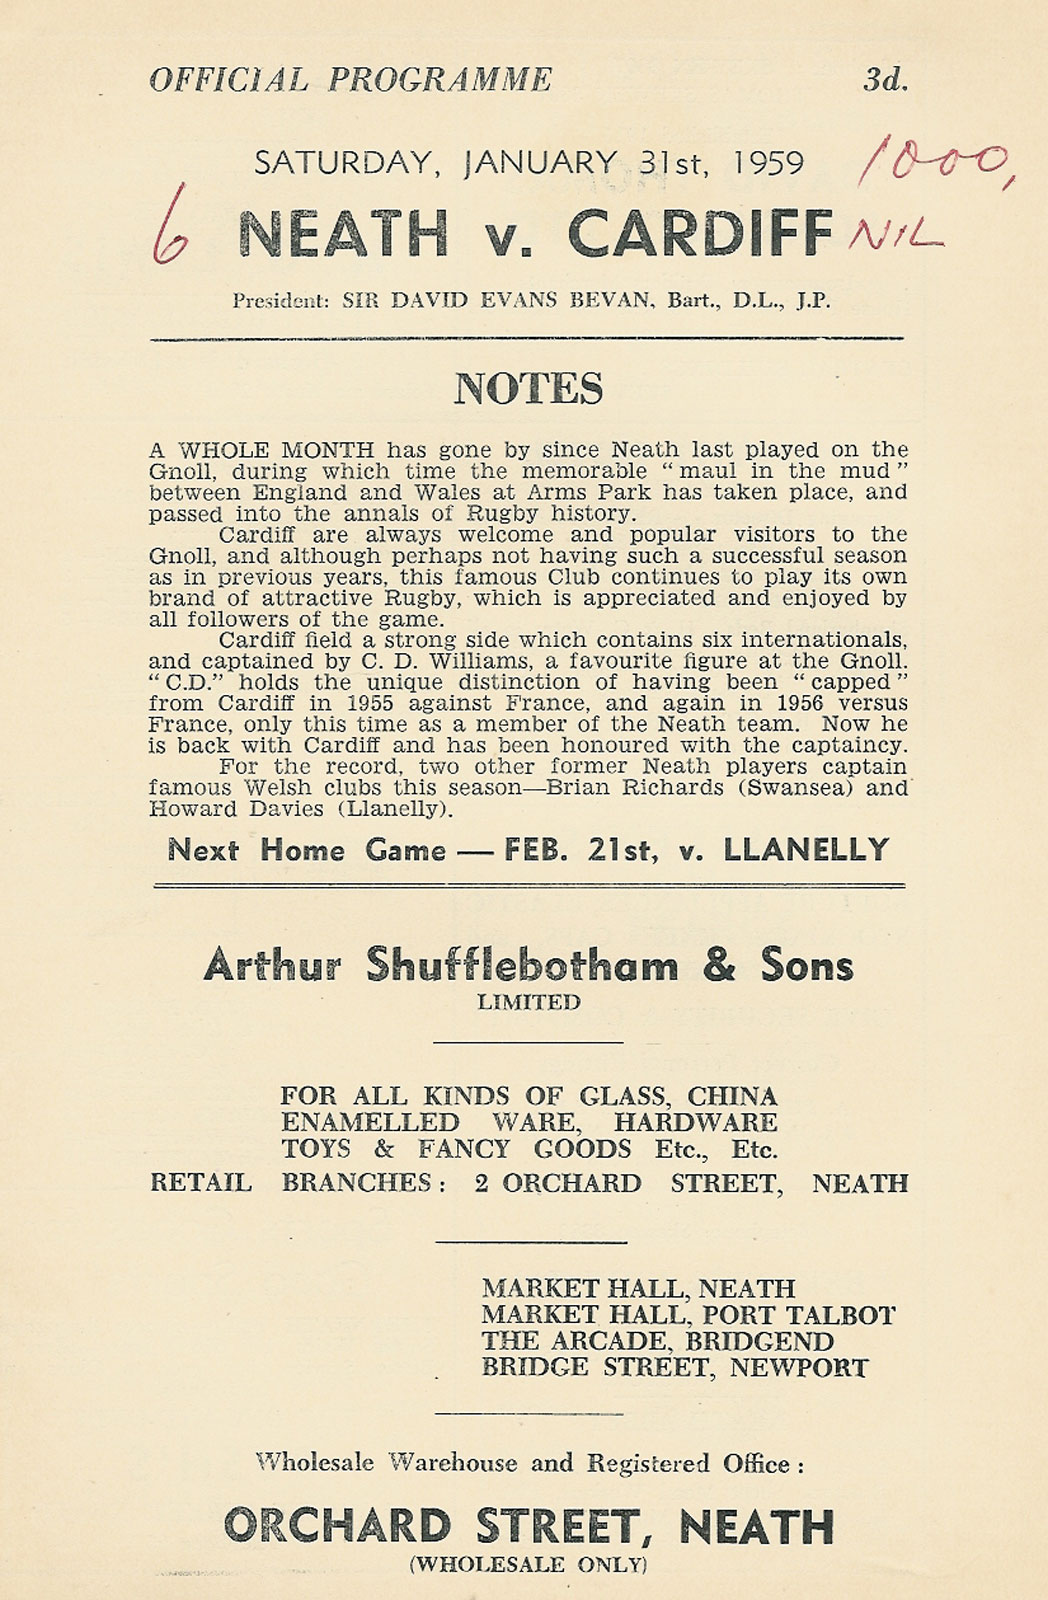 OFFICIAL PROGRAMME 3d.
SATURDAY, JANUARY 31st, 1959 1000,
6 NEATH v. CARDIFF NIL
President: SIR DAVID EVANS BEVAN, Bart., D.L., J.P.
NOTES
A WHOLE MONTH has gone by since Neath last played on the
Gnoll, during which time the memorable "maul in the mud"
between England and Wales at Arms Park has taken place, and
passed into the annals of Rugby history.
Cardiff are always welcome and popular visitors to the
Gnoll, and although perhaps not having such a successful season
as in previous years, this famous Club continues to play its own
brand of attractive Rugby, which is appreciated and enjoyed by
all followers of the game.
Cardiff field a strong side which contains six internationals,
and captained by C. D. Williams, a favourite figure at the Gnoll.
"C.D." holds the unique distinction of having been "capped"
from Cardiff in 1955 against France, and again in 1956 versus
France, only this time as a member of the Neath team. Now he
is back with Cardiff and has been honoured with the captaincy.
For the record, two other former Neath players captain
famous Welsh clubs this season—Brian Richards (Swansea) and
Howard Davies (Llanelly).
Next Home Game — FEB. 21st, v. LLANELLY
Arthur Shufflebotham & Sons
LIMITED
FOR ALL KINDS OF GLASS, CHINA
ENAMELLED WARE, HARDWARE
TOYS & FANCY GOODS Etc., Etc.
RETAIL BRANCHES: 2 ORCHARD STREET, NEATH
MARKET HALL, NEATH
MARKET HALL, PORT TALBOT
THE ARCADE, BRIDGEND
BRIDGE STREET, NEWPORT
Wholesale Warehouse and Registered Office:
ORCHARD STREET, NEATH
(WHOLESALE ONLY)